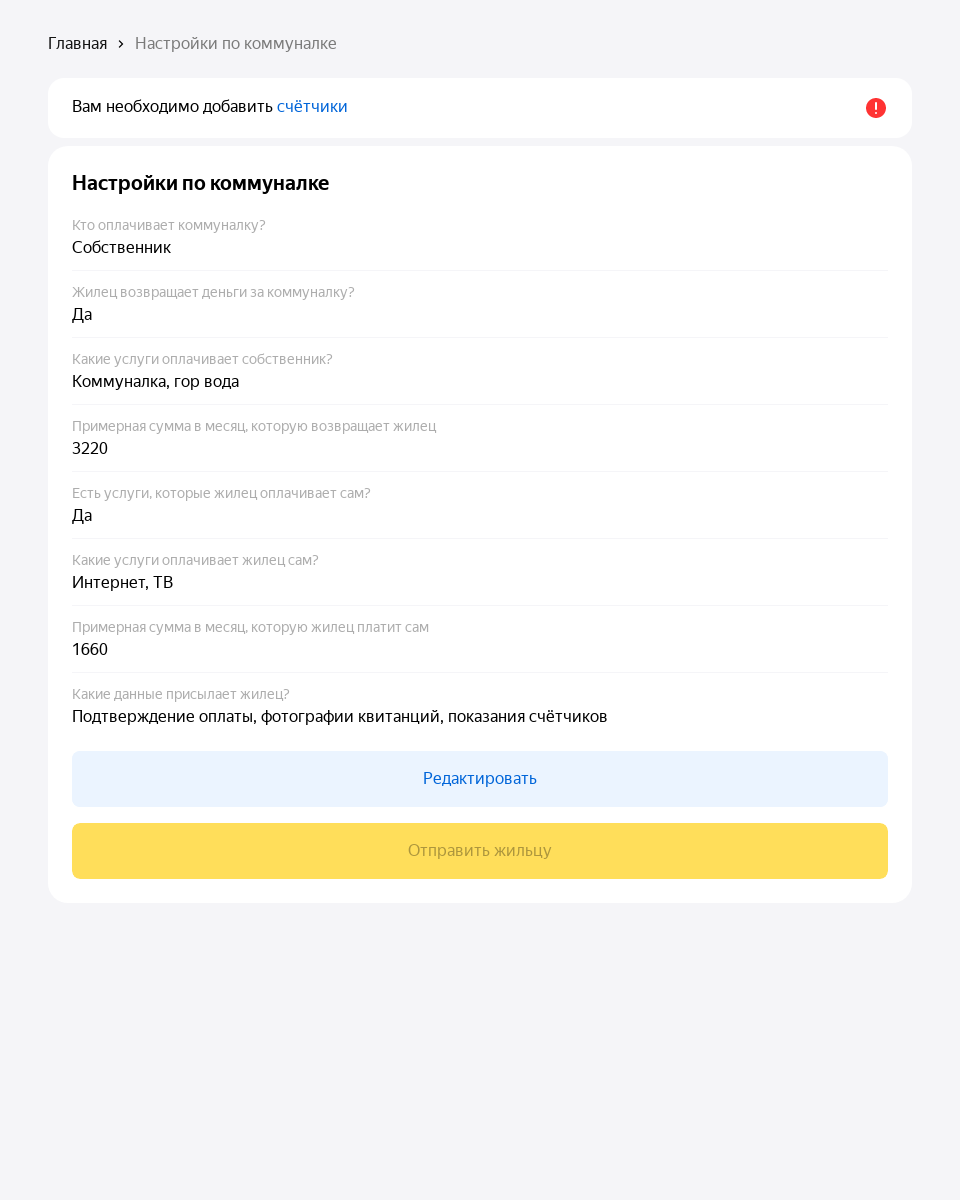 Главная › Настройки по коммуналке
Вам необходимо добавить счётчики
Настройки по коммуналке
Кто оплачивает коммуналку?
Собственник
Жилец возвращает деньги за коммуналку?
Да
Какие услуги оплачивает собственник?
Коммуналка, гор вода
Примерная сумма в месяц, которую возвращает жилец
3220
Есть услуги, которые жилец оплачивает сам?
Да
Какие услуги оплачивает жилец сам?
Интернет, ТВ
Примерная сумма в месяц, которую жилец платит сам
1660
Какие данные присылает жилец?
Подтверждение оплаты, фотографии квитанций, показания счётчиков
Редактировать
Отправить жильцу